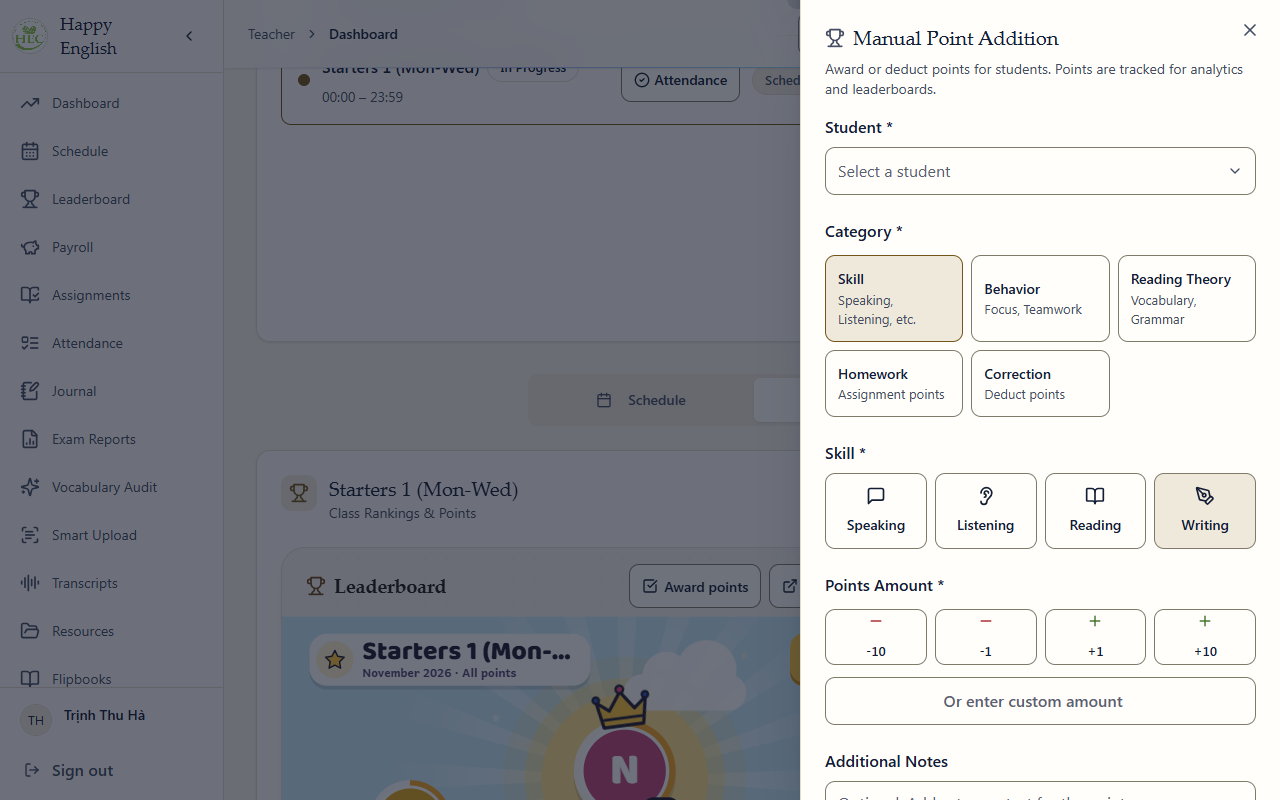 HEC
Happy
English
Dashboard
Schedule
Leaderboard
Payroll
Assignments
Attendance
Journal
Exam Reports
Vocabulary Audit
Smart Upload
Transcripts
Resources
Flipbooks
TH
Trịnh Thu Hà
Sign out
Teacher
Dashboard
Starters 1 (Mon-Wed)
In Progress
00:00 – 23:59
Attendance
Sched
Schedule
Starters 1 (Mon-Wed)
Class Rankings & Points
Leaderboard
Award points
Starters 1 (Mon-...
November 2026 · All points
N
Manual Point Addition
Award or deduct points for students. Points are tracked for analytics
and leaderboards.
Student *
Select a student
Category *
Skill
Speaking,
Listening, etc.
Behavior
Focus, Teamwork
Reading Theory
Vocabulary,
Grammar
Homework
Assignment points
Correction
Deduct points
Skill *
Speaking
Listening
Reading
Writing
Points Amount *
-10
-1
+1
+10
Or enter custom amount
Additional Notes